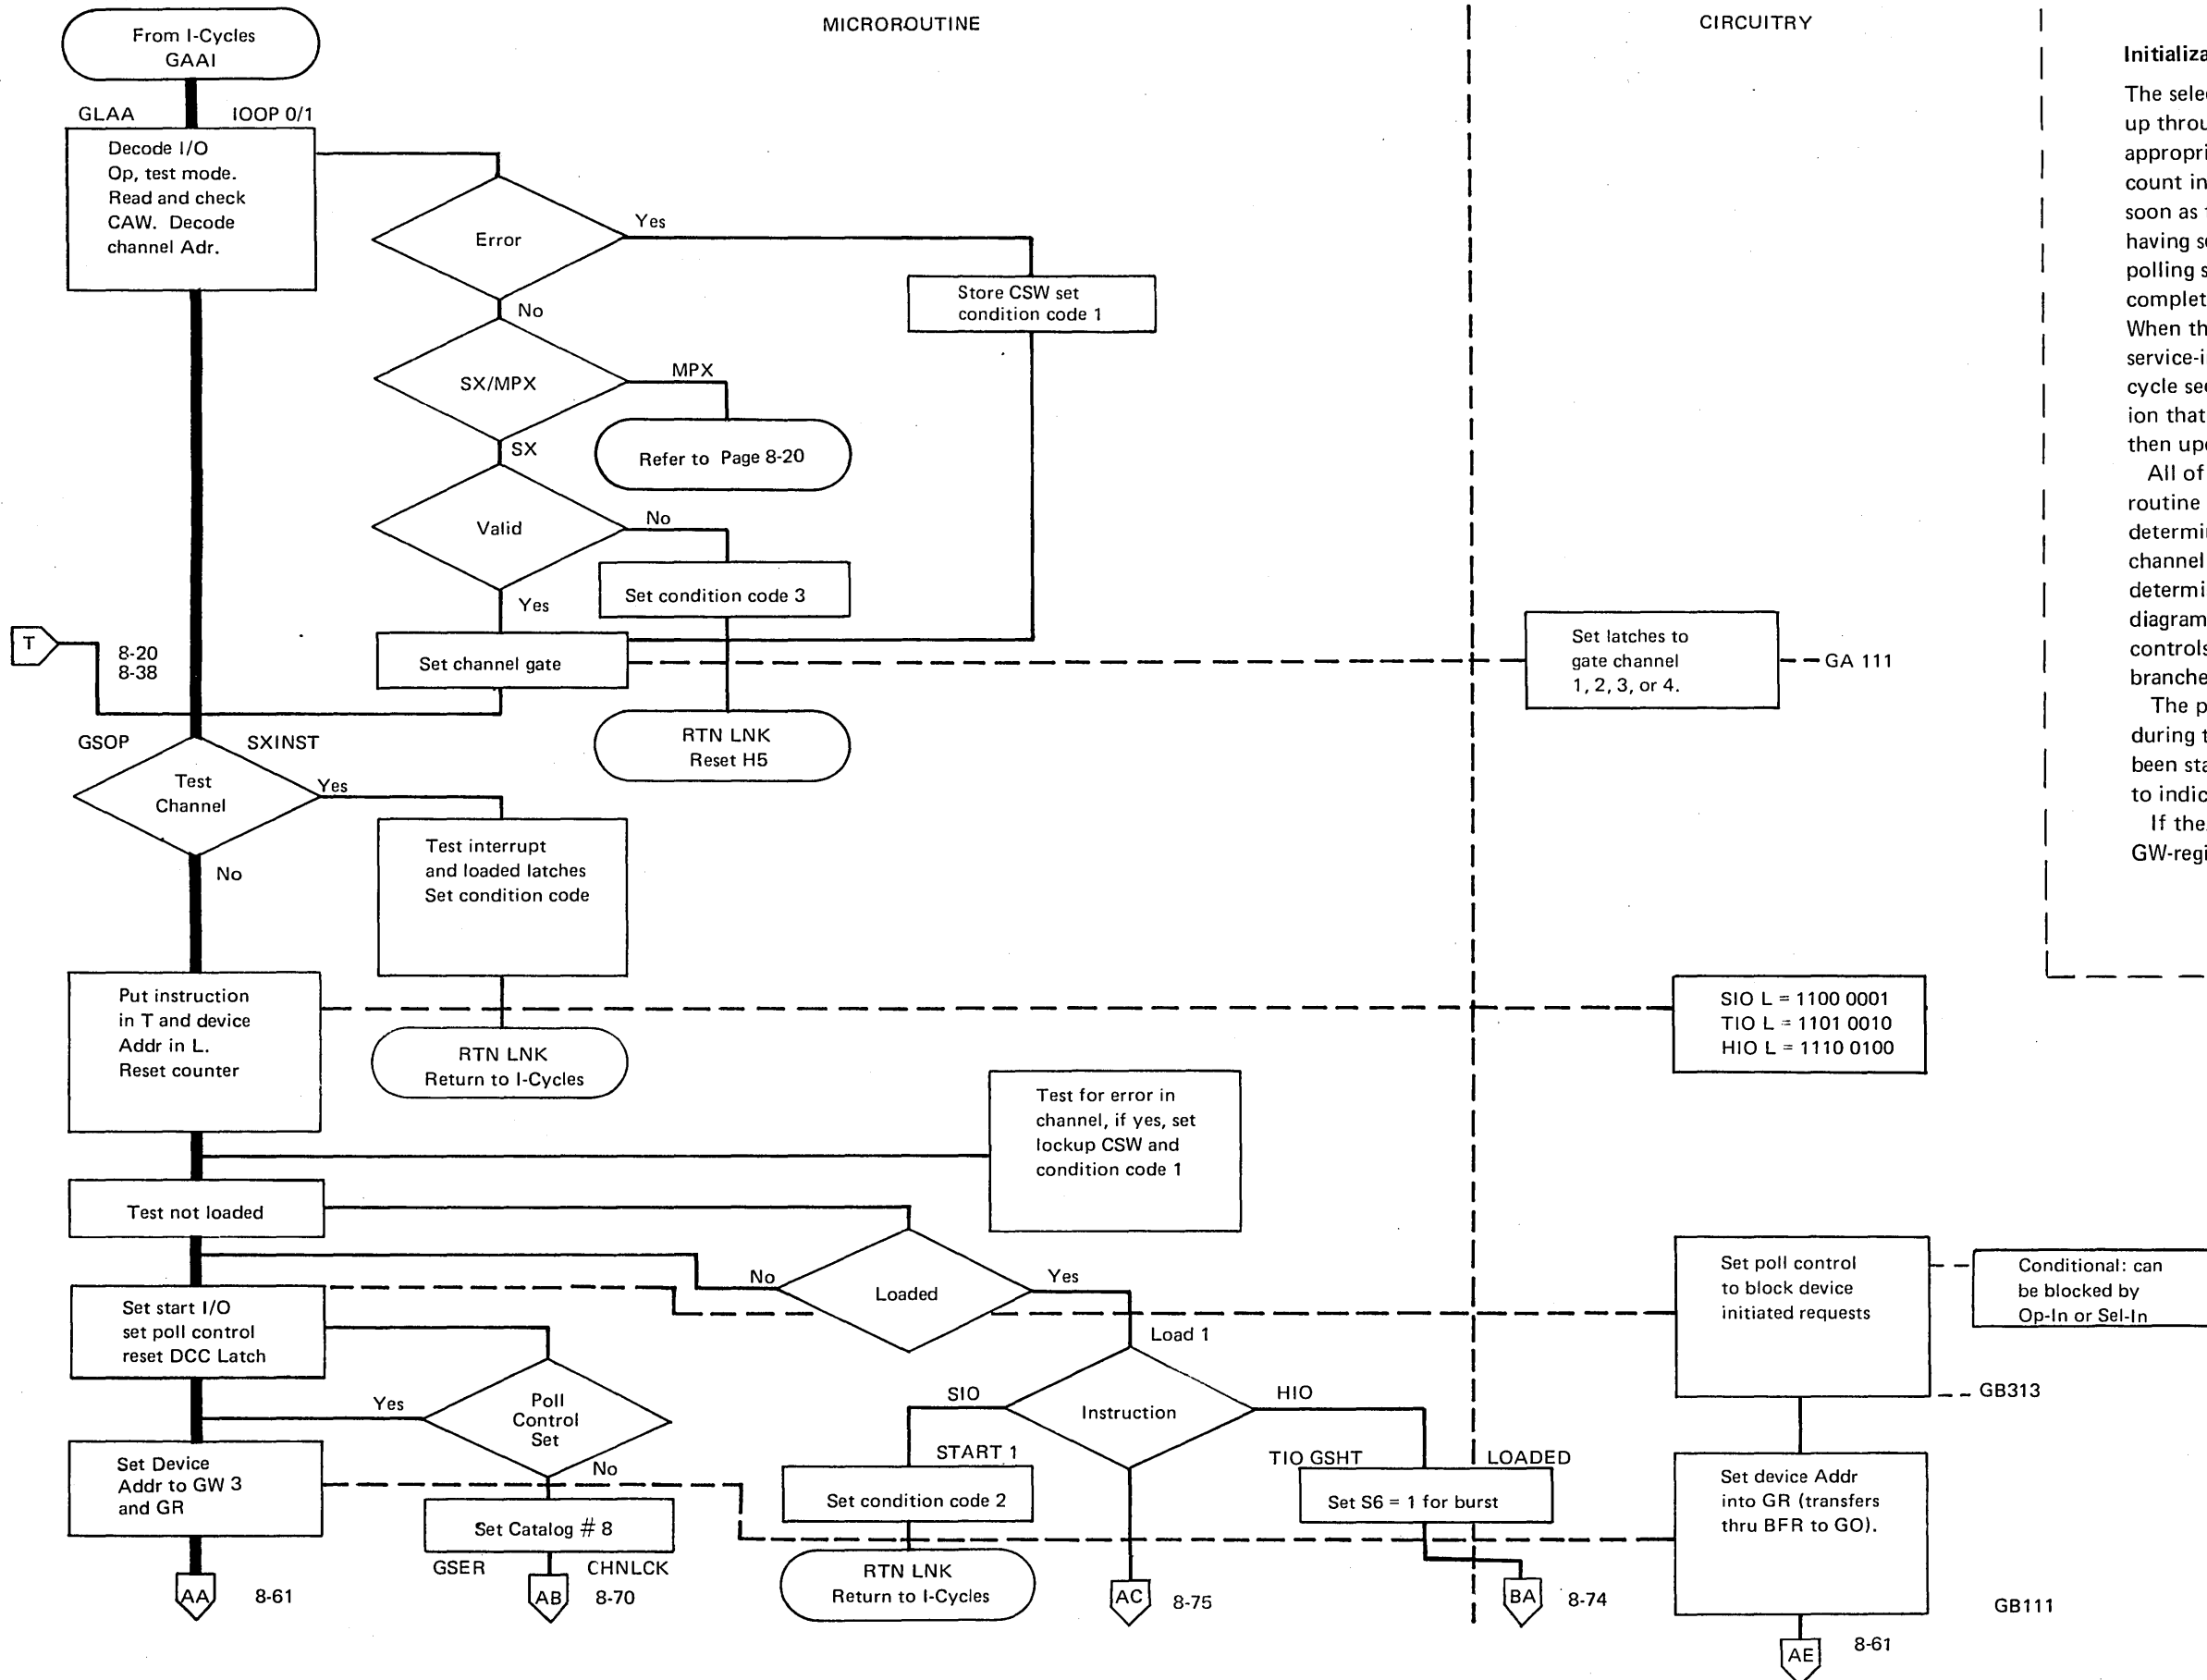 MICROROUTINE
CIRCUITRY
From I-Cycles
GAAI
GLAA
IOOP 0/1
Decode I/O
Op, test mode.
Read and check
CAW. Decode
channel Adr.
Error
Yes
No
Store CSW set
condition code 1
SX/MPX
MPX
SX
Refer to Page 8-20
Valid
No
Yes
Set condition code 3
T
8-20
8-38
Set channel gate
Set latches to
gate channel
1, 2, 3, or 4.
GA 111
RTN LNK
Reset H5
GSOP
SXINST
Test
Channel
Yes
No
Test interrupt
and loaded latches
Set condition code
RTN LNK
Return to I-Cycles
Put instruction
in T and device
Addr in L.
Reset counter
SIO L = 1100 0001
TIO L = 1101 0010
HIO L = 1110 0100
Test for error in
channel, if yes, set
lockup CSW and
condition code 1
Test not loaded
Loaded
No
Yes
Load 1
Set start I/O
set poll control
reset DCC Latch
Set poll control
to block device
initiated requests
Conditional: can
be blocked by
Op-In or Sel-In
GB313
Poll
Control
Set
Yes
No
Instruction
SIO
HIO
START 1
TIO GSHT
LOADED
Set Device
Addr to GW 3
and GR
Set Catalog # 8
GSER
CHNLCK
Set condition code 2
Set S6 = 1 for burst
Set device Addr
into GR (transfers
thru BFR to GO).
RTN LNK
Return to I-Cycles
AA
8-61
AB
8-70
AC
8-75
BA
8-74
GB111
AE
8-61
Initializa
The selec
up throu
appropri
count in
soon as
having se
polling s
complet
When th
service-i
cycle sec
ion that
then upd
All of
routine
determi
channel
determi
diagram
controls
branche
The p
during t
been sta
to indic
If the
GW-regi